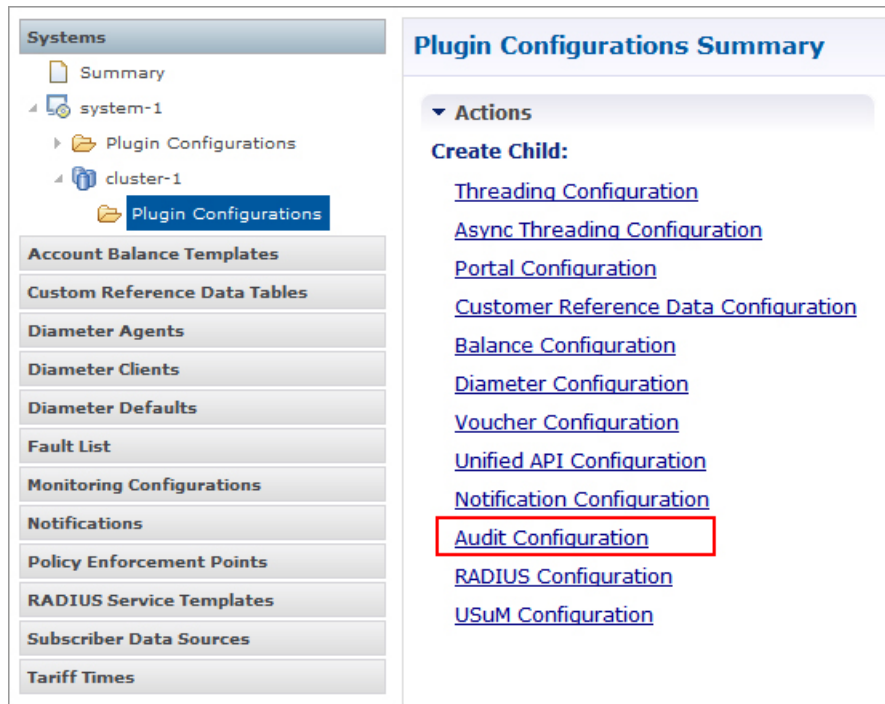 Systems
Summary
system-1
Plugin Configurations
cluster-1
Plugin Configurations
Account Balance Templates
Custom Reference Data Tables
Diameter Agents
Diameter Clients
Diameter Defaults
Fault List
Monitoring Configurations
Notifications
Policy Enforcement Points
RADIUS Service Templates
Subscriber Data Sources
Tariff Times
Plugin Configurations Summary
Actions
Create Child:
Threading Configuration
Async Threading Configuration
Portal Configuration
Customer Reference Data Configuration
Balance Configuration
Diameter Configuration
Voucher Configuration
Unified API Configuration
Notification Configuration
Audit Configuration
RADIUS Configuration
USuM Configuration